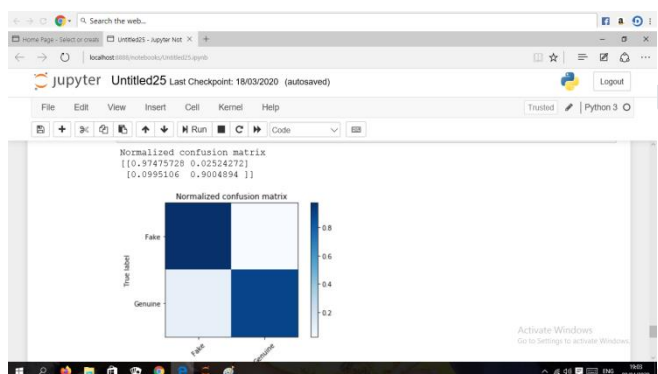 Search the web...
Home Page - Select or creat
Untitled25 - Jupyter Not
localhost:8888/notebooks/Untitled25.ipynb
jupyter Untitled25 Last Checkpoint: 18/03/2020 (autosaved)
Logout
File Edit View Insert Cell Kernel Help
Trusted Python 3
Run Code
Normalized confusion matrix
[[0.97475728 0.02524272]
[0.0995106 0.9004894 ]]
Normalized confusion matrix
Fake
Genuine
True label
0.8
0.6
0.4
0.2
Fake
Genuine
Activate Windows
Go to Settings to activate Windows.
ENG
19:03